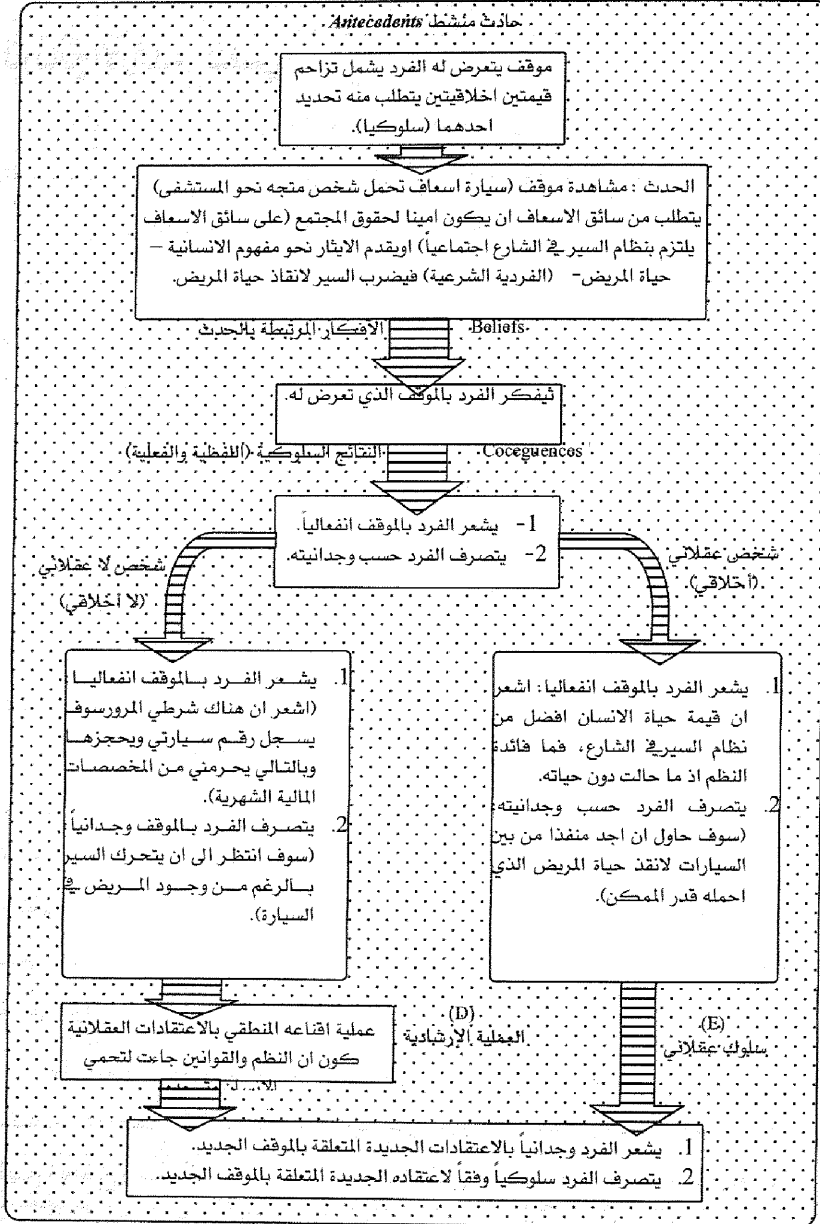 حادث منشط Antecedents
موقف يتعرض له الفرد يشمل تزاحم
قيمتين اخلاقيتين يتطلب منه تحديد
احدهما (سلوكيا).
الحدث : مشاهدة موقف (سيارة اسعاف تحمل شخص متجه نحو المستشفى)
يتطلب من سائق الاسعاف ان يكون امينا لحقوق المجتمع (على سائق الاسعاف
يلتزم بنظام السير في الشارع اجتماعياً) اويقدم الايثار نحو مفهوم الانسانية –
حياة المريض- (الفردية الشرعية) فيضرب السير لانقاذ حياة المريض.
الافكار المرتبطة بالحدث Beliefs
ثيفكر الفرد بالموقف الذي تعرض له.
النتائج السلوكية (اللفظية والفعلية) Coceguences
1- يشعر الفرد بالموقف انفعالياً.
2- يتصرف الفرد حسب وجدانيته.
شخص عقلاني
(أخلاقي).
شخص لا عقلاني
(لا أخلاقي)
1. يشعر الفرد بالموقف انفعاليا: اشعر
ان قيمة حياة الانسان افضل من
نظام السير في الشارع، فما فائدة
النظم اذ ما حالت دون حياته.
2. يتصرف الفرد حسب وجدانيته:
(سوف حاول ان اجد منفذا من بين
السيارات لانقذ حياة المريض الذي
احمله قدر الممكن).
1. يشعر الفرد بالموقف انفعاليا:
(اشعر ان هناك شرطي المرورسوف
يسجل رقم سيارتي ويحجزها
وبالتالي يحرمني من المخصصات
المالية الشهرية).
2. يتصرف الفرد بالموقف وجدانياً:
(سوف انتظر الى ان يتحرك السير
بالرغم من وجود المريض في
السيارة).
(E)
سلوك عقلاني
(D)
العملية الإرشادية
عملية اقناعه المنطقي بالاعتقادات العقلانية
كون ان النظم والقوانين جاءت لتحمي
1. يشعر الفرد وجدانياً بالاعتقادات الجديدة المتعلقة بالموقف الجديد.
2. يتصرف الفرد سلوكياً وفقاً لاعتقاده الجديدة المتعلقة بالموقف الجديد.